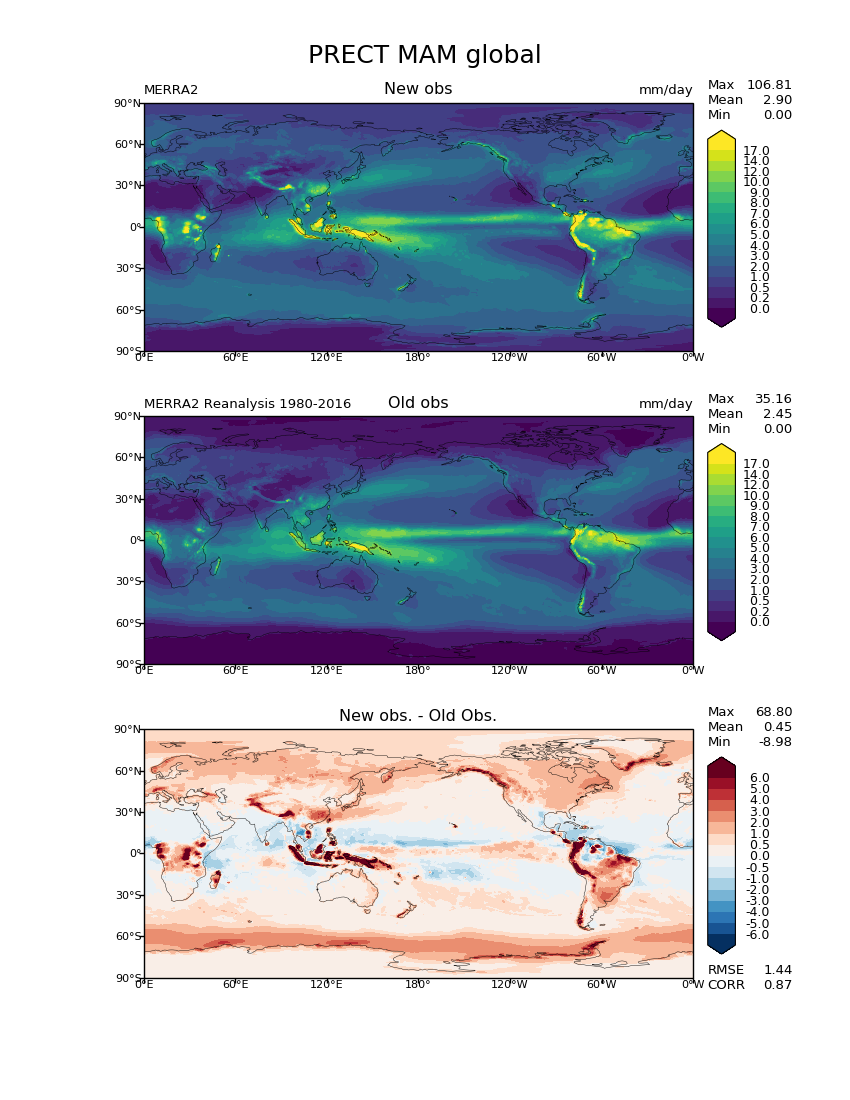 PRECT MAM global
MERRA2 New obs mm/day
Max 106.81
Mean 2.90
Min 0.00
90°N
60°N
30°N
0°
30°S
60°S
90°S
0°E 60°E 120°E 180° 120°W 60°W 0°W
17.0
14.0
12.0
10.0
9.0
8.0
7.0
6.0
5.0
4.0
3.0
2.0
1.0
0.5
0.2
0.0
MERRA2 Reanalysis 1980-2016 Old obs mm/day
Max 35.16
Mean 2.45
Min 0.00
90°N
60°N
30°N
0°
30°S
60°S
90°S
0°E 60°E 120°E 180° 120°W 60°W 0°W
17.0
14.0
12.0
10.0
9.0
8.0
7.0
6.0
5.0
4.0
3.0
2.0
1.0
0.5
0.2
0.0
New obs. - Old Obs.
Max 68.80
Mean 0.45
Min -8.98
90°N
60°N
30°N
0°
30°S
60°S
90°S
0°E 60°E 120°E 180° 120°W 60°W 0°W
6.0
5.0
4.0
3.0
2.0
1.0
0.5
0.0
-0.5
-1.0
-2.0
-3.0
-4.0
-5.0
-6.0
RMSE 1.44
CORR 0.87